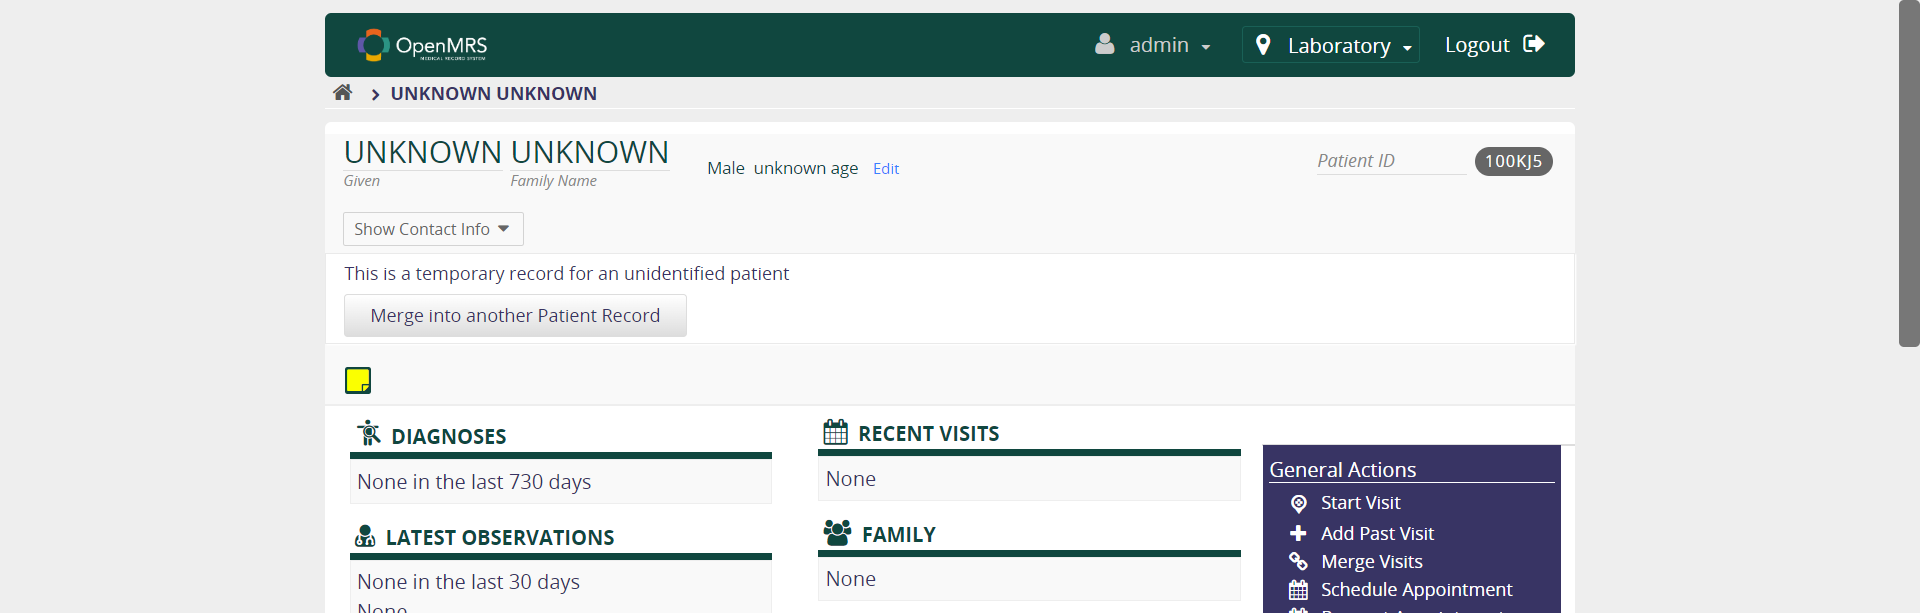 OpenMRS
MEDICAL RECORD SYSTEM
admin
Laboratory
Logout
UNKNOWN UNKNOWN
UNKNOWN UNKNOWN
Given
Family Name
Male unknown age Edit
Patient ID
100KJ5
Show Contact Info
This is a temporary record for an unidentified patient
Merge into another Patient Record
DIAGNOSES
None in the last 730 days
LATEST OBSERVATIONS
None in the last 30 days
None
RECENT VISITS
None
FAMILY
None
General Actions
Start Visit
Add Past Visit
Merge Visits
Schedule Appointment